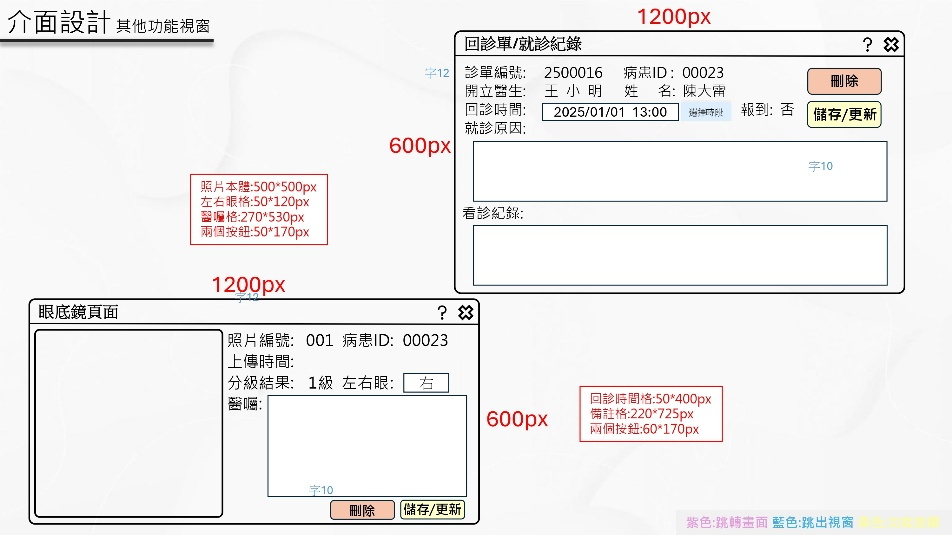 介面設計 其他功能視窗
1200px
回診單/就診紀錄
?
字12
診單編號: 2500016 病患ID: 00023
開立醫生: 王 小 明 姓 名: 陳大雷
回診時間: 2025/01/01 13:00 選擇時段 報到: 否
就診原因:
刪除
儲存/更新
600px
字10
看診紀錄:
照片本體:500*500px
左右眼格:50*120px
醫囑格:270*530px
兩個按鈕:50*170px
1200px
字12
眼底鏡頁面
?
照片編號: 001 病患ID: 00023
上傳時間:
分級結果: 1級 左右眼: 右
醫囑:
字10
刪除
儲存/更新
600px
回診時間格:50*400px
備註格:220*725px
兩個按鈕:60*170px
紫色:跳轉畫面 藍色:跳出視窗